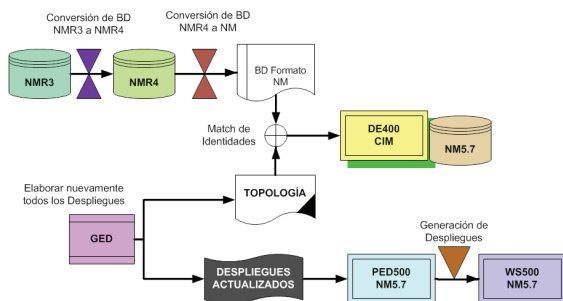 Conversión de BD
NMR3 a NMR4
Conversión de BD
NMR4 a NM
NMR3
NMR4
BD Formato
NM
Match de
Identidades
DE400
CIM
NM5.7
Elaborar nuevamente
todos los Despliegues
GED
TOPOLOGÍA
Generación de
Despliegues
DESPLIEGUES
ACTUALIZADOS
PED500
NM5.7
WS500
NM5.7